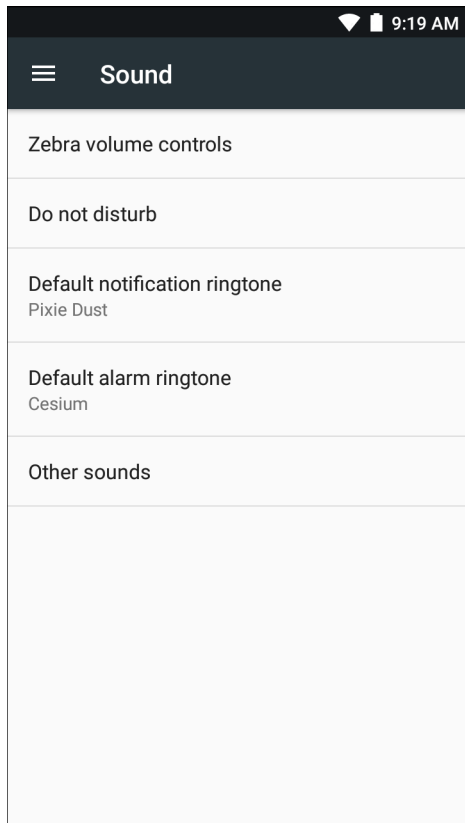 9:19 AM
Sound
Zebra volume controls
Do not disturb
Default notification ringtone
Pixie Dust
Default alarm ringtone
Cesium
Other sounds